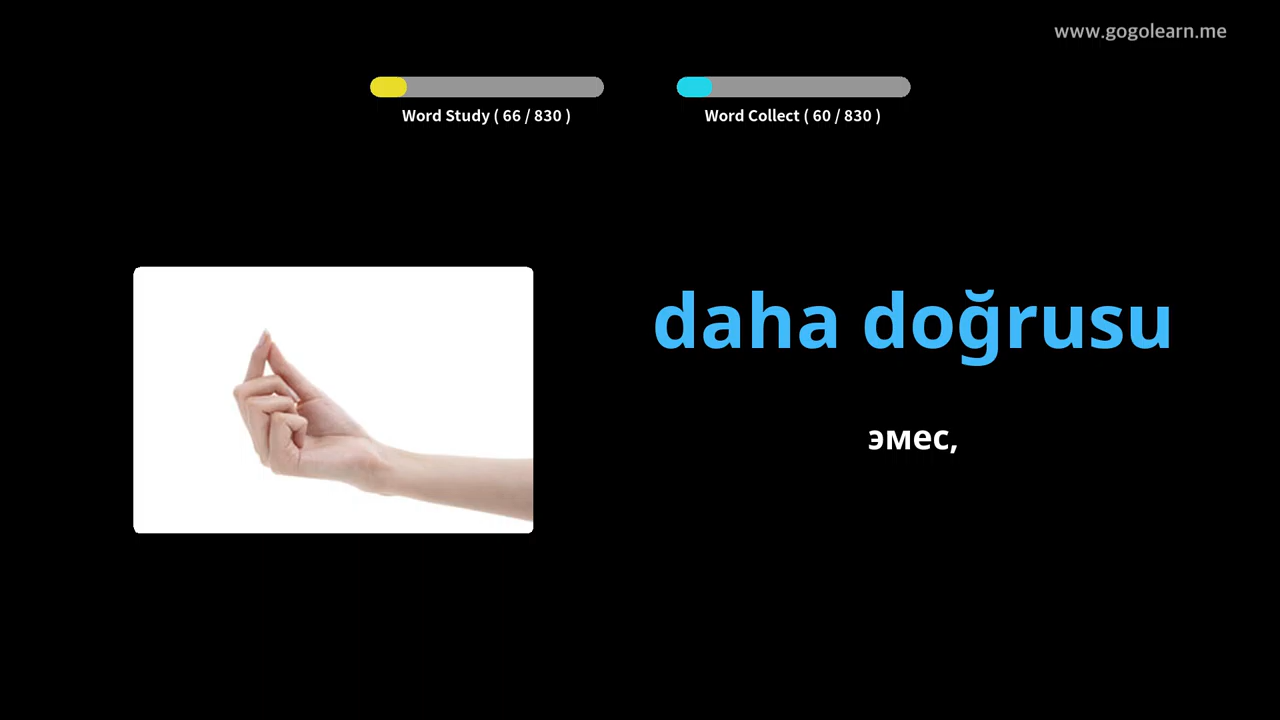 www.gogolearn.me
Word Study ( 66 / 830 )
Word Collect ( 60 / 830 )
daha doğrusu
эмес,